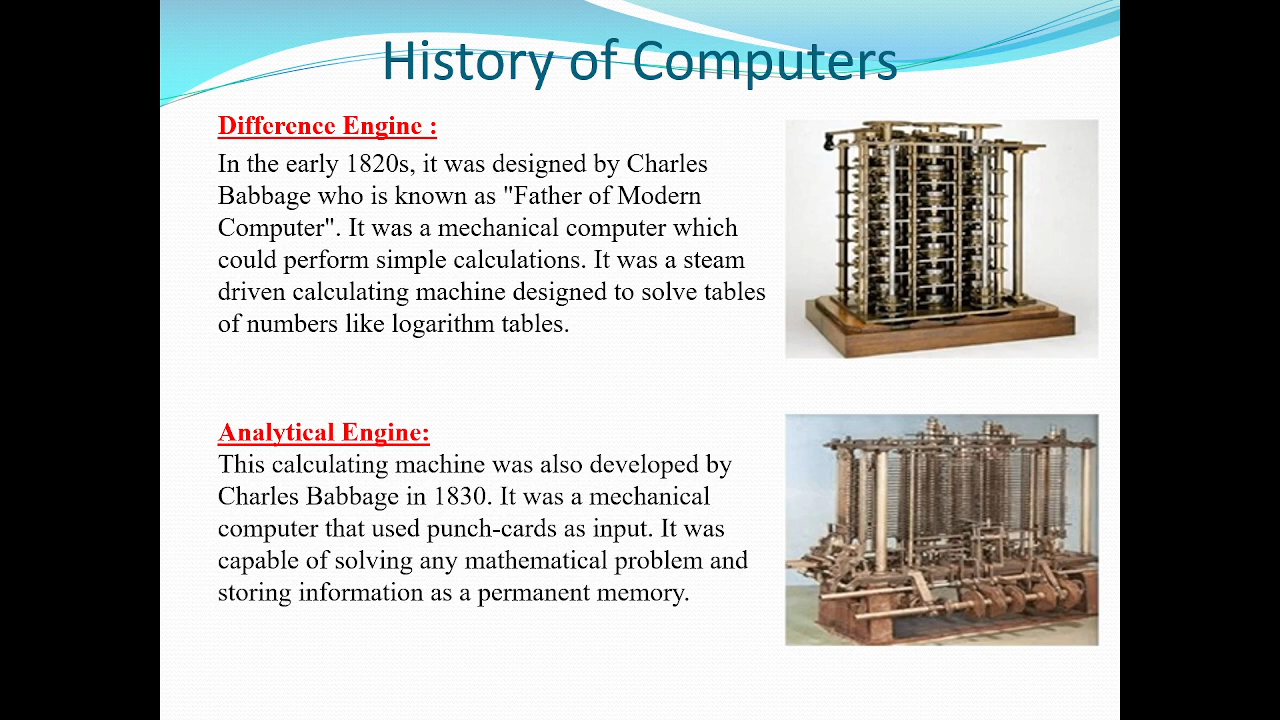 History of Computers
Difference Engine :
In the early 1820s, it was designed by Charles
Babbage who is known as "Father of Modern
Computer". It was a mechanical computer which
could perform simple calculations. It was a steam
driven calculating machine designed to solve tables
of numbers like logarithm tables.
Analytical Engine:
This calculating machine was also developed by
Charles Babbage in 1830. It was a mechanical
computer that used punch-cards as input. It was
capable of solving any mathematical problem and
storing information as a permanent memory.